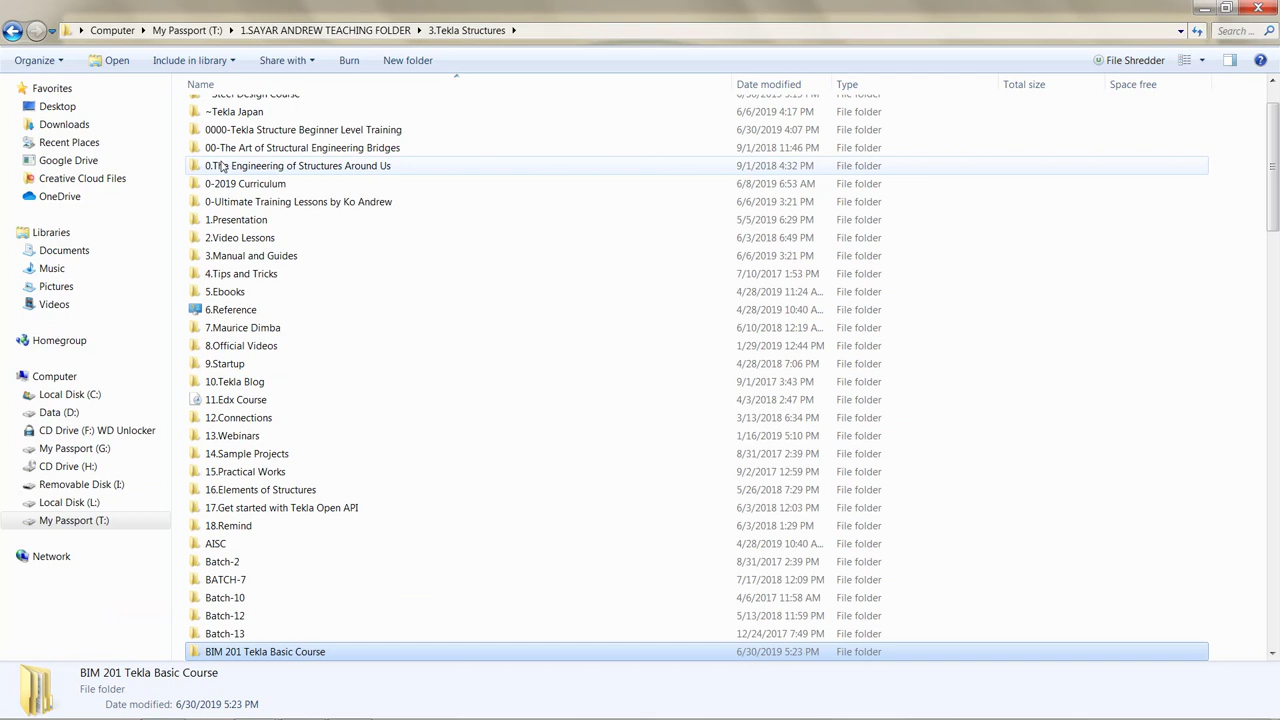 Computer My Passport (T:) 1.SAYAR ANDREW TEACHING FOLDER 3.Tekla Structures Search ...
Organize Open Include in library Share with Burn New folder File Shredder
Name Date modified Type Total size Space free
Favorites
Desktop
Downloads
Recent Places
Google Drive
Creative Cloud Files
OneDrive
Libraries
Documents
Music
Pictures
Videos
Homegroup
Computer
Local Disk (C:)
Data (D:)
CD Drive (F:) WD Unlocker
My Passport (G:)
CD Drive (H:)
Removable Disk (I:)
Local Disk (L:)
My Passport (T:)
Network
~Tekla Japan 6/6/2019 4:17 PM File folder
0000-Tekla Structure Beginner Level Training 6/30/2019 4:07 PM File folder
00-The Art of Structural Engineering Bridges 9/1/2018 11:46 PM File folder
0.The Engineering of Structures Around Us 9/1/2018 4:32 PM File folder
0-2019 Curriculum 6/8/2019 6:53 AM File folder
0-Ultimate Training Lessons by Ko Andrew 6/6/2019 3:21 PM File folder
1.Presentation 5/5/2019 6:29 PM File folder
2.Video Lessons 6/3/2018 6:49 PM File folder
3.Manual and Guides 6/6/2019 3:21 PM File folder
4.Tips and Tricks 7/10/2017 1:53 PM File folder
5.Ebooks 4/28/2019 11:24 A... File folder
6.Reference 4/28/2019 10:40 A... File folder
7.Maurice Dimba 6/10/2018 12:19 A... File folder
8.Official Videos 1/29/2019 12:44 PM File folder
9.Startup 4/28/2018 7:06 PM File folder
10.Tekla Blog 9/1/2017 3:43 PM File folder
11.Edx Course 4/3/2018 2:47 PM File folder
12.Connections 3/13/2018 6:34 PM File folder
13.Webinars 1/16/2019 5:10 PM File folder
14.Sample Projects 8/31/2017 2:39 PM File folder
15.Practical Works 9/2/2017 12:59 PM File folder
16.Elements of Structures 5/26/2018 7:29 PM File folder
17.Get started with Tekla Open API 6/3/2018 12:03 PM File folder
18.Remind 6/3/2018 1:29 PM File folder
AISC 4/28/2019 10:40 A... File folder
Batch-2 8/31/2017 2:39 PM File folder
BATCH-7 7/17/2018 12:09 PM File folder
Batch-10 4/6/2017 11:58 AM File folder
Batch-12 5/13/2018 11:59 PM File folder
Batch-13 12/24/2017 7:49 PM File folder
BIM 201 Tekla Basic Course 6/30/2019 5:23 PM File folder
BIM 201 Tekla Basic Course
File folder
Date modified: 6/30/2019 5:23 PM